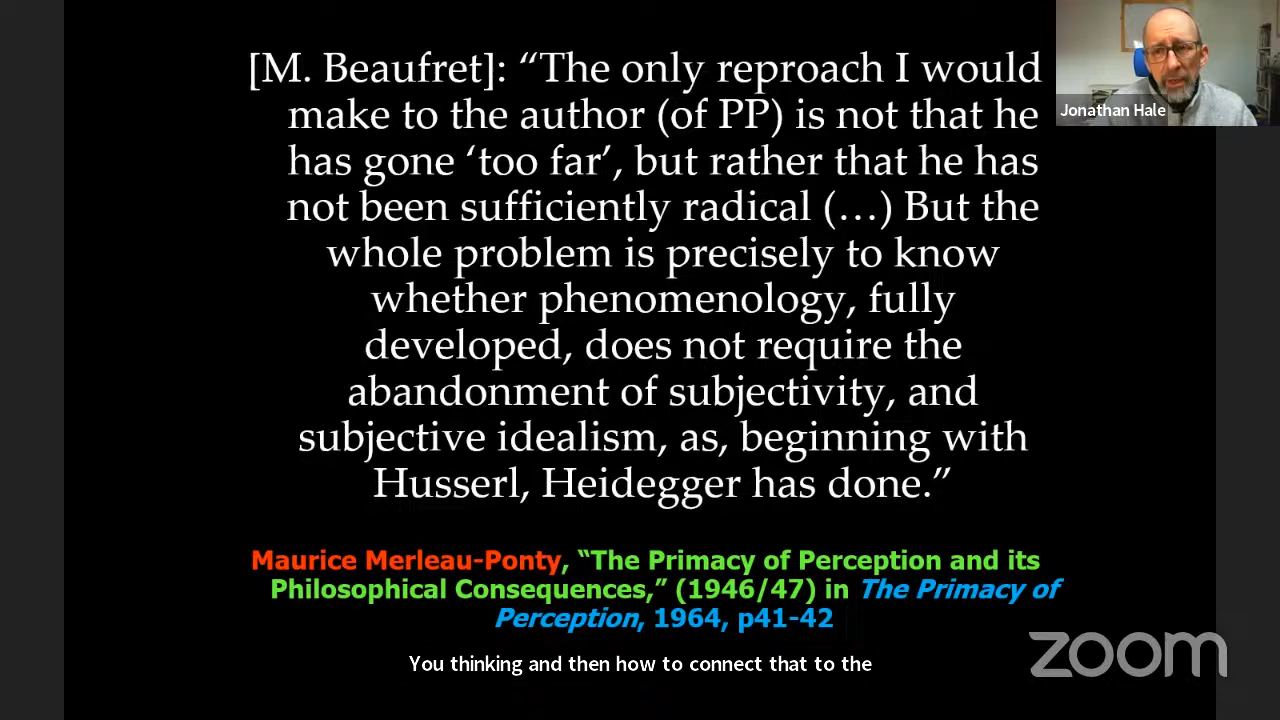 [M. Beaufret]: “The only reproach I would
make to the author (of PP) is not that he
has gone ‘too far’, but rather that he has
not been sufficiently radical (…) But the
whole problem is precisely to know
whether phenomenology, fully
developed, does not require the
abandonment of subjectivity, and
subjective idealism, as, beginning with
Husserl, Heidegger has done.”
Jonathan Hale
Maurice Merleau-Ponty, “The Primacy of Perception and its
Philosophical Consequences,” (1946/47) in The Primacy of
Perception, 1964, p41-42
You thinking and then how to connect that to the
zoom